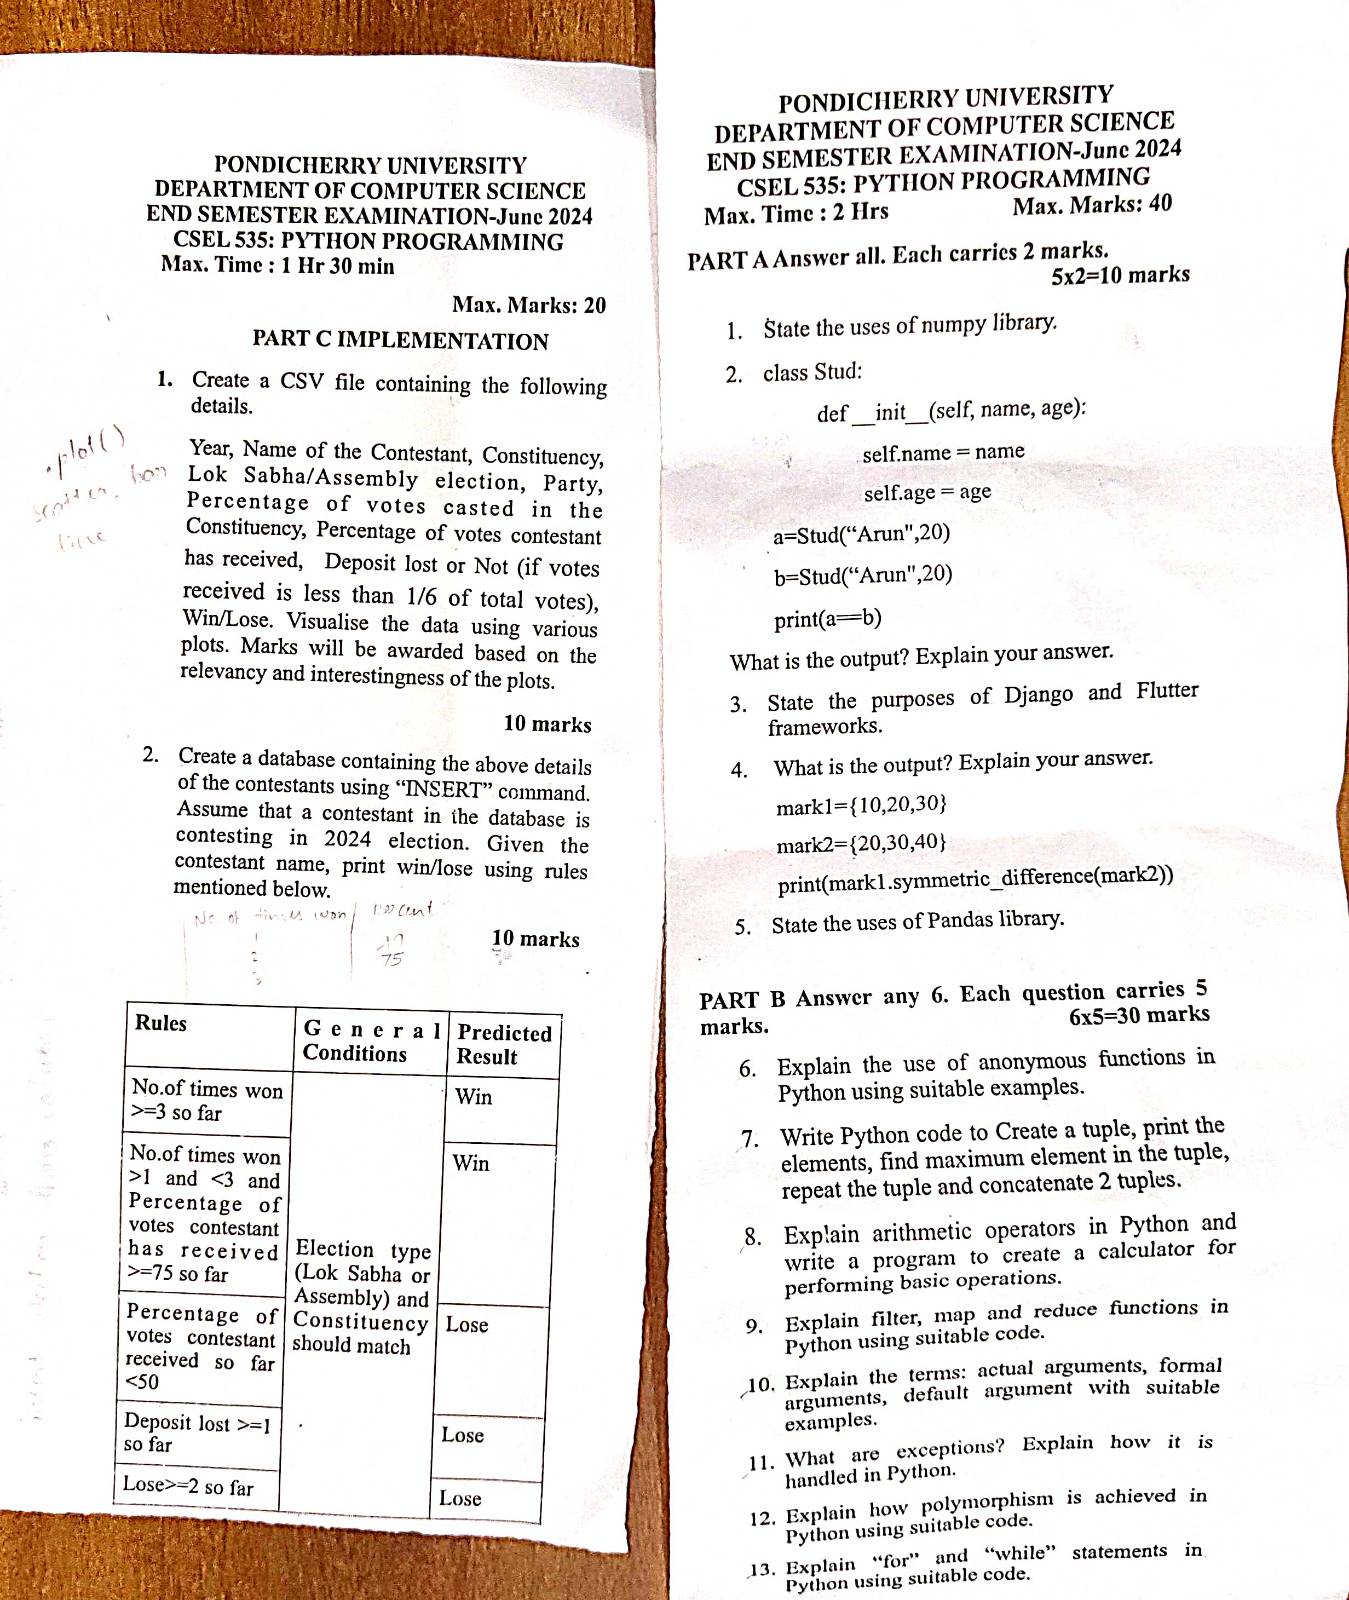 PONDICHERRY UNIVERSITY
DEPARTMENT OF COMPUTER SCIENCE
END SEMESTER EXAMINATION-June 2024
CSEL 535: PYTHON PROGRAMMING
Max. Time : 1 Hr 30 min
Max. Marks: 20
PART C IMPLEMENTATION
1. Create a CSV file containing the following
details.
.plot()
scatter. bar
line
Year, Name of the Contestant, Constituency,
Lok Sabha/Assembly election, Party,
Percentage of votes casted in the
Constituency, Percentage of votes contestant
has received, Deposit lost or Not (if votes
received is less than 1/6 of total votes),
Win/Lose. Visualise the data using various
plots. Marks will be awarded based on the
relevancy and interestingness of the plots.
10 marks
2. Create a database containing the above details
of the contestants using “INSERT” command.
Assume that a contestant in the database is
contesting in 2024 election. Given the
contestant name, print win/lose using rules
mentioned below.
No of times won percent
1
2
3
75
10 marks
Rules
General
Conditions
Predicted
Result
No.of times won
>=3 so far
Win
No.of times won
>1 and <3 and
Percentage of
votes contestant
has received
>=75 so far
Win
Election type
(Lok Sabha or
Assembly) and
Constituency
should match
Percentage of
votes contestant
received so far
<50
Lose
Deposit lost >=1
so far
Lose
Lose>=2 so far
Lose
PONDICHERRY UNIVERSITY
DEPARTMENT OF COMPUTER SCIENCE
END SEMESTER EXAMINATION-June 2024
CSEL 535: PYTHON PROGRAMMING
Max. Time : 2 Hrs Max. Marks: 40
PART A Answer all. Each carries 2 marks.
5x2=10 marks
1. State the uses of numpy library.
2. class Stud:
def __init__(self, name, age):
self.name = name
self.age = age
a=Stud(“Arun",20)
b=Stud(“Arun",20)
print(a==b)
What is the output? Explain your answer.
3. State the purposes of Django and Flutter
frameworks.
4. What is the output? Explain your answer.
mark1={10,20,30}
mark2={20,30,40}
print(mark1.symmetric_difference(mark2))
5. State the uses of Pandas library.
PART B Answer any 6. Each question carries 5
marks. 6x5=30 marks
6. Explain the use of anonymous functions in
Python using suitable examples.
7. Write Python code to Create a tuple, print the
elements, find maximum element in the tuple,
repeat the tuple and concatenate 2 tuples.
8. Explain arithmetic operators in Python and
write a program to create a calculator for
performing basic operations.
9. Explain filter, map and reduce functions in
Python using suitable code.
10. Explain the terms: actual arguments, formal
arguments, default argument with suitable
examples.
11. What are exceptions? Explain how it is
handled in Python.
12. Explain how polymorphism is achieved in
Python using suitable code.
13. Explain “for” and “while” statements in
Python using suitable code.